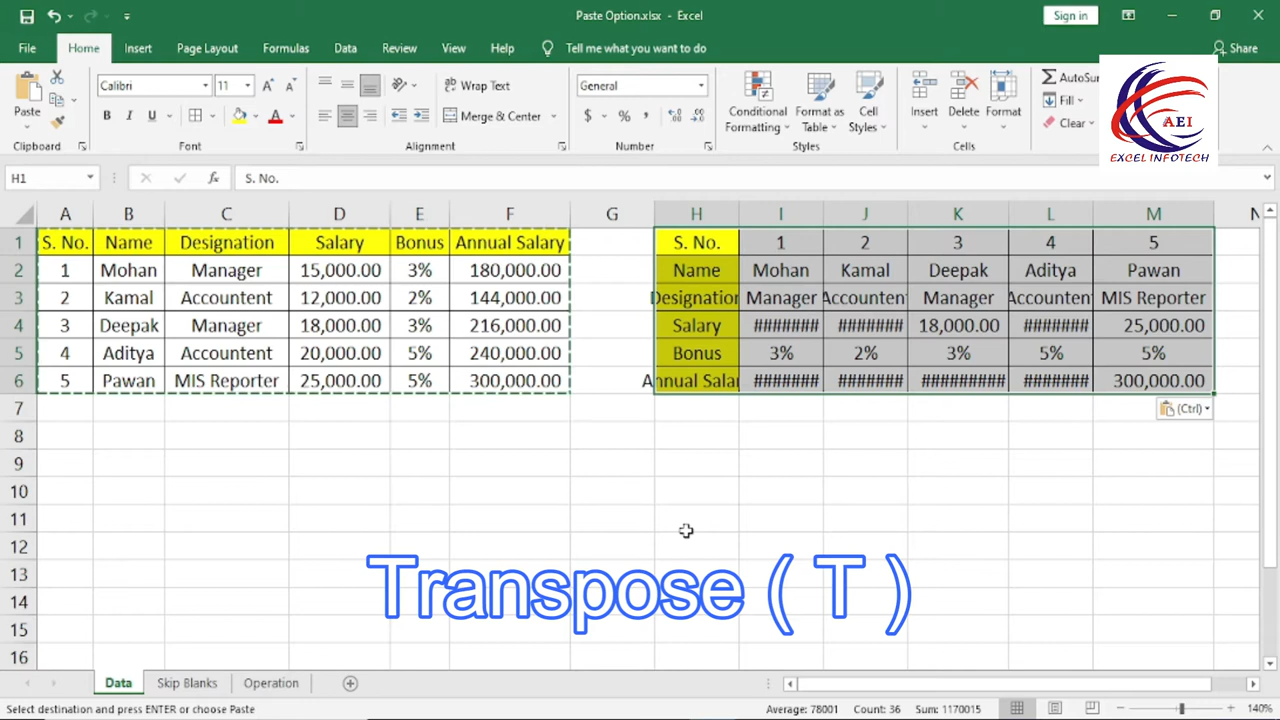 Paste Option.xlsx - Excel
Sign in
File Home Insert Page Layout Formulas Data Review View Help Tell me what you want to do Share
Calibri 11 Wrap Text General AutoSu
Paste B I U Merge & Center $ % Conditional Formatting Format as Table Cell Styles Insert Delete Format Fill Clear
Clipboard Font Alignment Number Styles Cells
AEI
EXCEL INFOTECH
H1 fx S. No.
A B C D E F G H I J K L M N
1 S. No. Name Designation Salary Bonus Annual Salary S. No. 1 2 3 4 5
2 1 Mohan Manager 15,000.00 3% 180,000.00 Name Mohan Kamal Deepak Aditya Pawan
3 2 Kamal Accountent 12,000.00 2% 144,000.00 Designation Manager Accountent Manager Accountent MIS Reporter
4 3 Deepak Manager 18,000.00 3% 216,000.00 Salary ####### ####### 18,000.00 ####### 25,000.00
5 4 Aditya Accountent 20,000.00 5% 240,000.00 Bonus 3% 2% 3% 5% 5%
6 5 Pawan MIS Reporter 25,000.00 5% 300,000.00 Annual Salar ####### ####### ######### ####### 300,000.00
7
(Ctrl)
8
9
10
11
12
13
14
15
16
Transpose ( T )
Data Skip Blanks Operation
Select destination and press ENTER or choose Paste Average: 78001 Count: 36 Sum: 1170015 140%